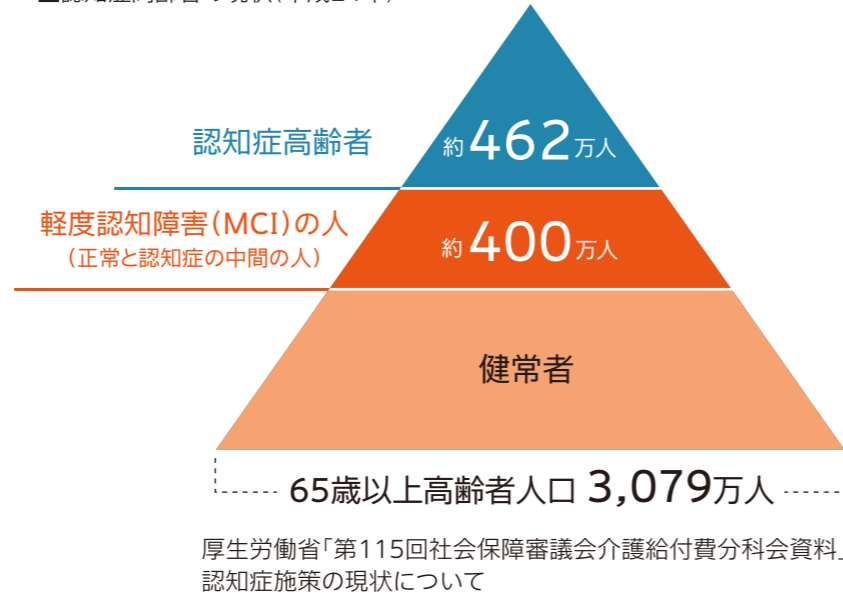 認知症高齢者
約462万人
軽度認知障害(MCI)の人
(正常と認知症の中間の人)
約400万人
健常者
65歳以上高齢者人口 3,079万人
厚生労働省「第115回社会保障審議会介護給付費分科会資料」
認知症施策の現状について